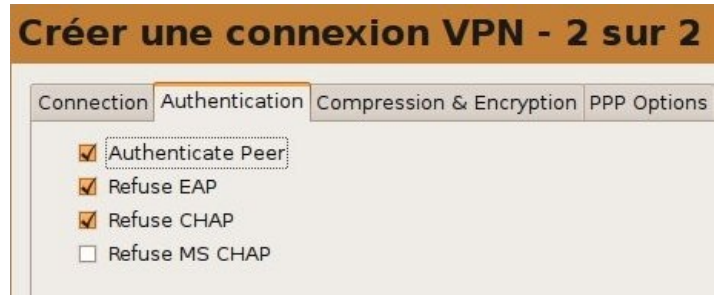 Créer une connexion VPN - 2 sur 2
Connection Authentication Compression & Encryption PPP Options
Authenticate Peer
Refuse EAP
Refuse CHAP
Refuse MS CHAP